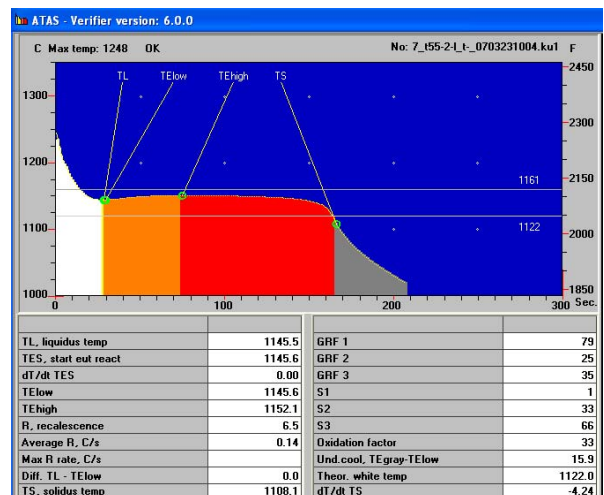 ATAS - Verifier version: 6.0.0
C Max temp: 1248 OK No: 7_t55-2-l_t-_0703231004.ku1 F
TL TElow TEhigh TS
2450
1300
2300
1200
2150
1161
1100
1122
2000
1000
1850
0 100 200 300 Sec.
TL, liquidus temp 1145.5 GRF 1 79
TES, start eut react 1145.6 GRF 2 25
dT/dt TES 0.00 GRF 3 35
TElow 1145.6 S1 1
TEhigh 1152.1 S2 33
R, recalescence 6.5 S3 66
Average R, C/s 0.14 Oxidation factor 33
Max R rate, C/s Und.cool, TEgray-TElow 15.9
Diff. TL - TElow 0.0 Theor. white temp 1122.0
TS, solidus temp 1108.1 dT/dt TS -4.24